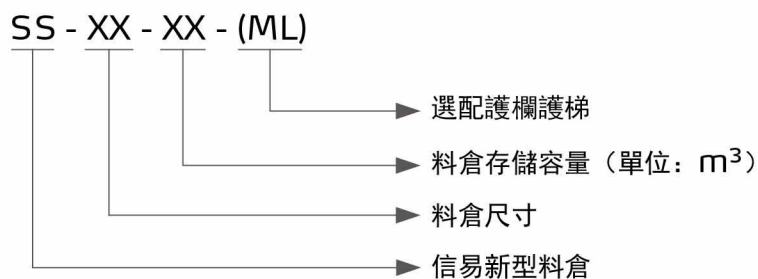 SS - XX - XX - (ML)
選配護欄護梯
料倉存儲容量（單位：m³）
料倉尺寸
信易新型料倉